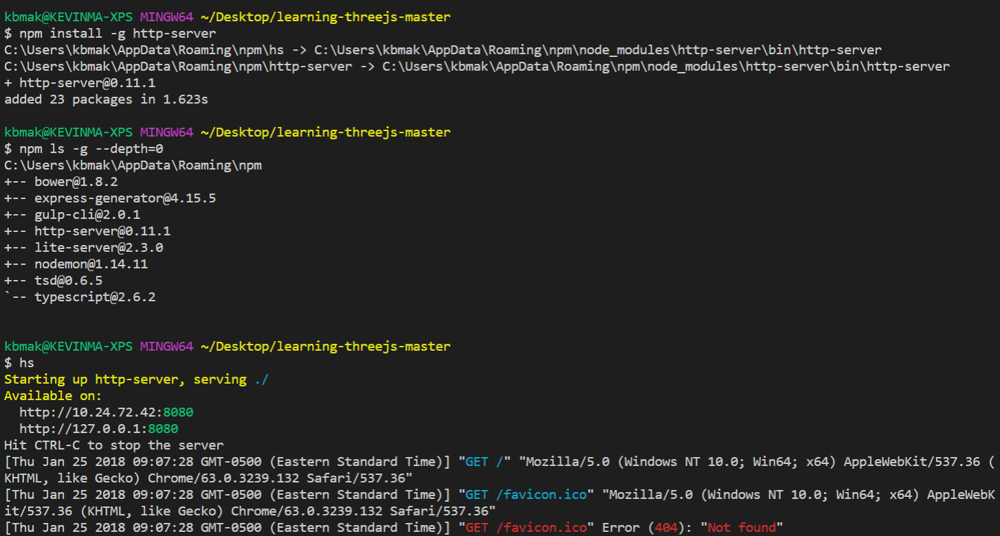 kbmak@KEVINMA-XPS MINGW64 ~/Desktop/learning-threejs-master
$ npm install -g http-server
C:\Users\kbmak\AppData\Roaming\npm\hs -> C:\Users\kbmak\AppData\Roaming\npm\node_modules\http-server\bin\http-server
C:\Users\kbmak\AppData\Roaming\npm\http-server -> C:\Users\kbmak\AppData\Roaming\npm\node_modules\http-server\bin\http-server
+ http-server@0.11.1
added 23 packages in 1.623s
kbmak@KEVINMA-XPS MINGW64 ~/Desktop/learning-threejs-master
$ npm ls -g --depth=0
C:\Users\kbmak\AppData\Roaming\npm
+-- bower@1.8.2
+-- express-generator@4.15.5
+-- gulp-cli@2.0.1
+-- http-server@0.11.1
+-- lite-server@2.3.0
+-- nodemon@1.14.11
+-- tsd@0.6.5
`-- typescript@2.6.2
kbmak@KEVINMA-XPS MINGW64 ~/Desktop/learning-threejs-master
$ hs
Starting up http-server, serving ./
Available on:
  http://10.24.72.42:8080
  http://127.0.0.1:8080
Hit CTRL-C to stop the server
[Thu Jan 25 2018 09:07:28 GMT-0500 (Eastern Standard Time)] "GET /" "Mozilla/5.0 (Windows NT 10.0; Win64; x64) AppleWebKit/537.36 (
KHTML, like Gecko) Chrome/63.0.3239.132 Safari/537.36"
[Thu Jan 25 2018 09:07:28 GMT-0500 (Eastern Standard Time)] "GET /favicon.ico" "Mozilla/5.0 (Windows NT 10.0; Win64; x64) AppleWebK
it/537.36 (KHTML, like Gecko) Chrome/63.0.3239.132 Safari/537.36"
[Thu Jan 25 2018 09:07:28 GMT-0500 (Eastern Standard Time)] "GET /favicon.ico" Error (404): "Not found"